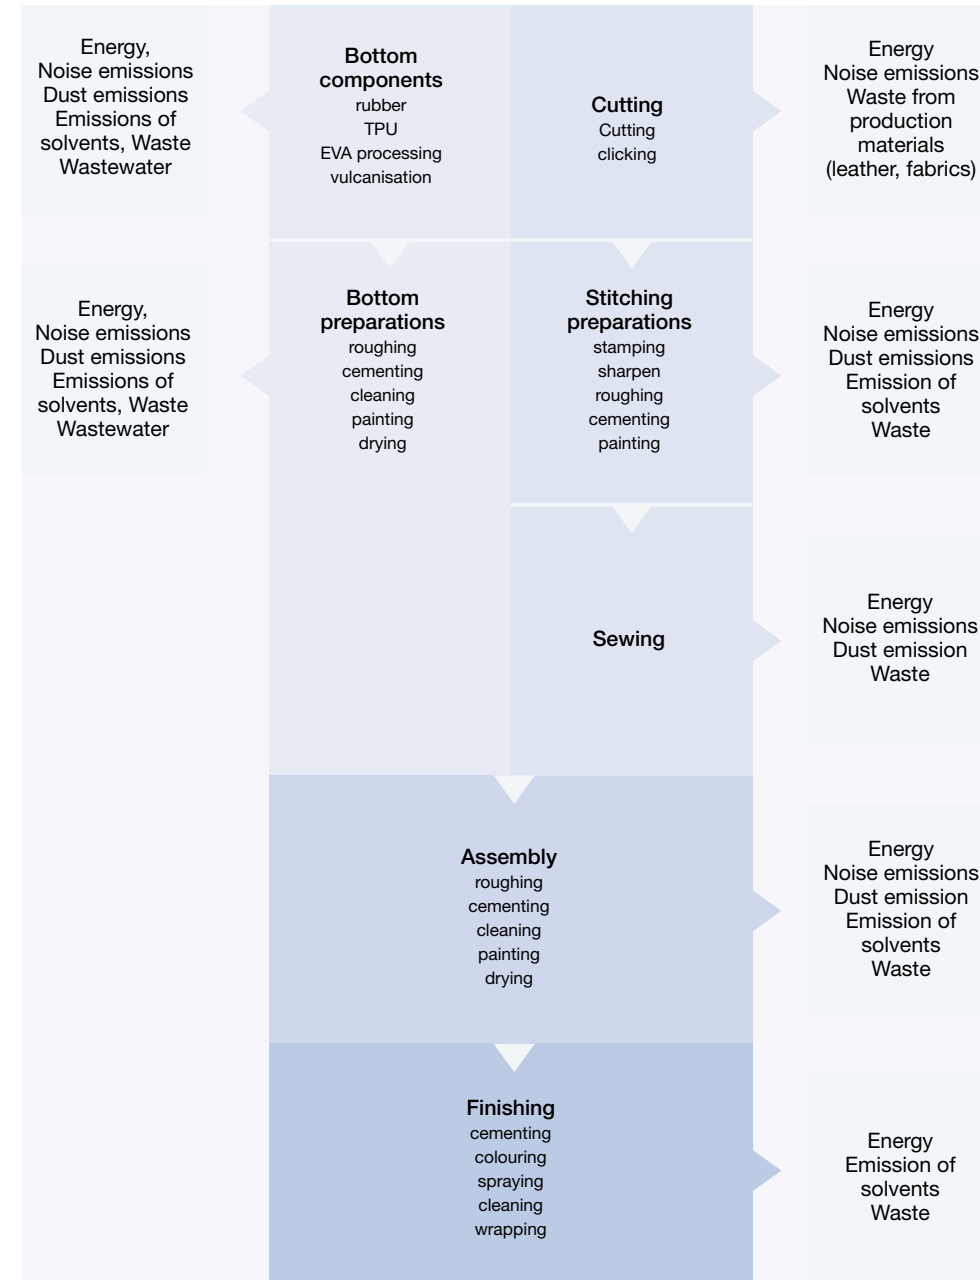 Energy,
Noise emissions
Dust emissions
Emissions of
solvents, Waste
Wastewater
Bottom
components
rubber
TPU
EVA processing
vulcanisation
Cutting
Cutting
clicking
Energy
Noise emissions
Waste from
production
materials
(leather, fabrics)
Energy,
Noise emissions
Dust emissions
Emissions of
solvents, Waste
Wastewater
Bottom
preparations
roughing
cementing
cleaning
painting
drying
Stitching
preparations
stamping
sharpen
roughing
cementing
painting
Energy
Noise emissions
Dust emissions
Emission of
solvents
Waste
Sewing
Energy
Noise emissions
Dust emission
Waste
Assembly
roughing
cementing
cleaning
painting
drying
Energy
Noise emissions
Dust emission
Emission of
solvents
Waste
Finishing
cementing
colouring
spraying
cleaning
wrapping
Energy
Emission of
solvents
Waste